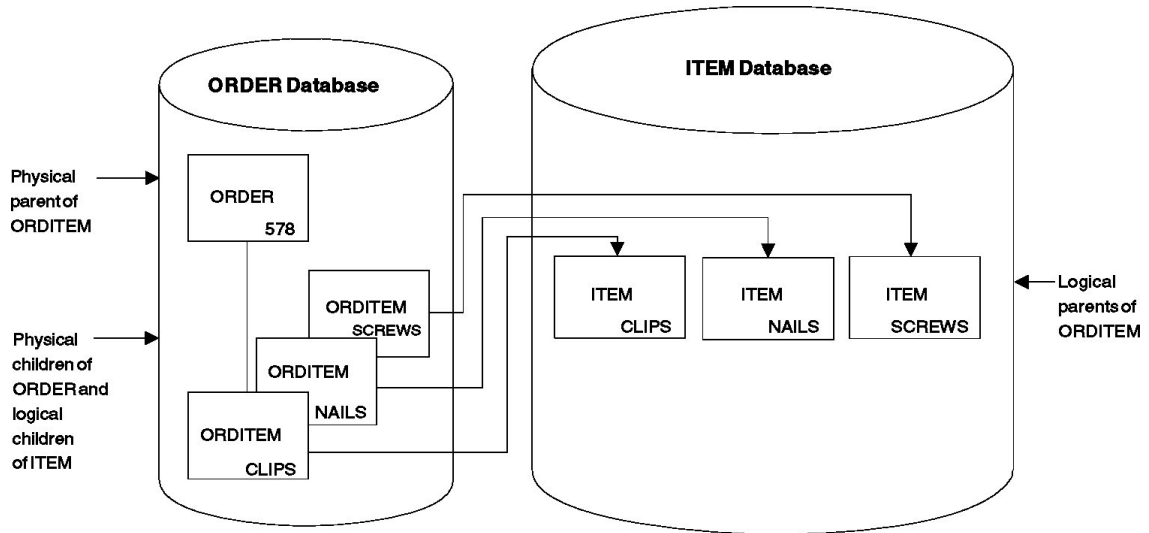 ORDER Database
ITEM Database
Physical
parent of
ORDITEM
ORDER
578
ORDITEM
SCREWS
ORDITEM
NAILS
ORDITEM
CLIPS
Physical
children of
ORDER and
logical
children
of ITEM
ITEM
CLIPS
ITEM
NAILS
ITEM
SCREWS
Logical
parents of
ORDITEM